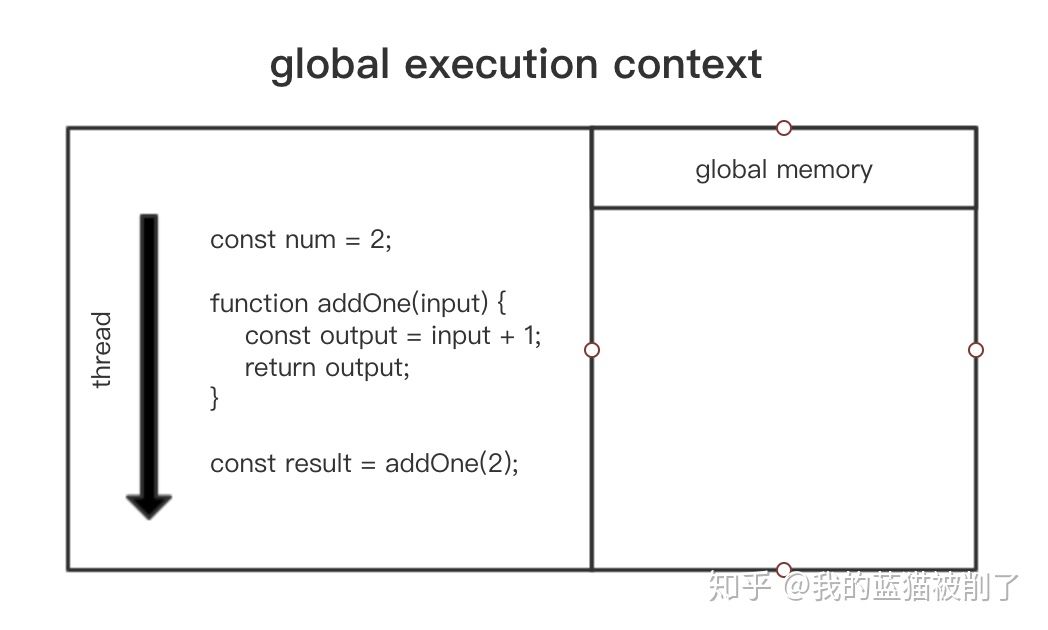 global execution context
global memory
thread
const num = 2;
function addOne(input) {
const output = input + 1;
return output;
}
const result = addOne(2);
知乎 @我的蓝猫被削了